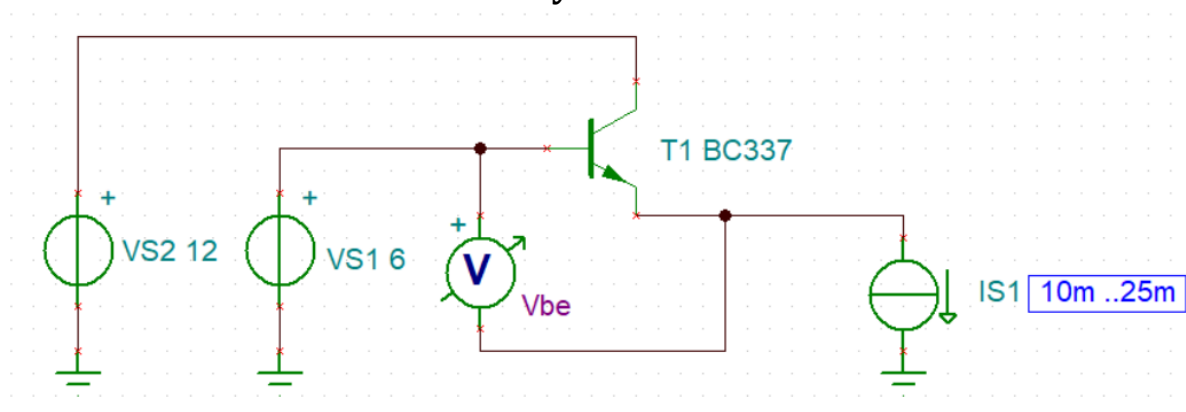 T1 BC337
+
+
VS2 12
VS1 6
+
V
Vbe
IS1 10m ..25m